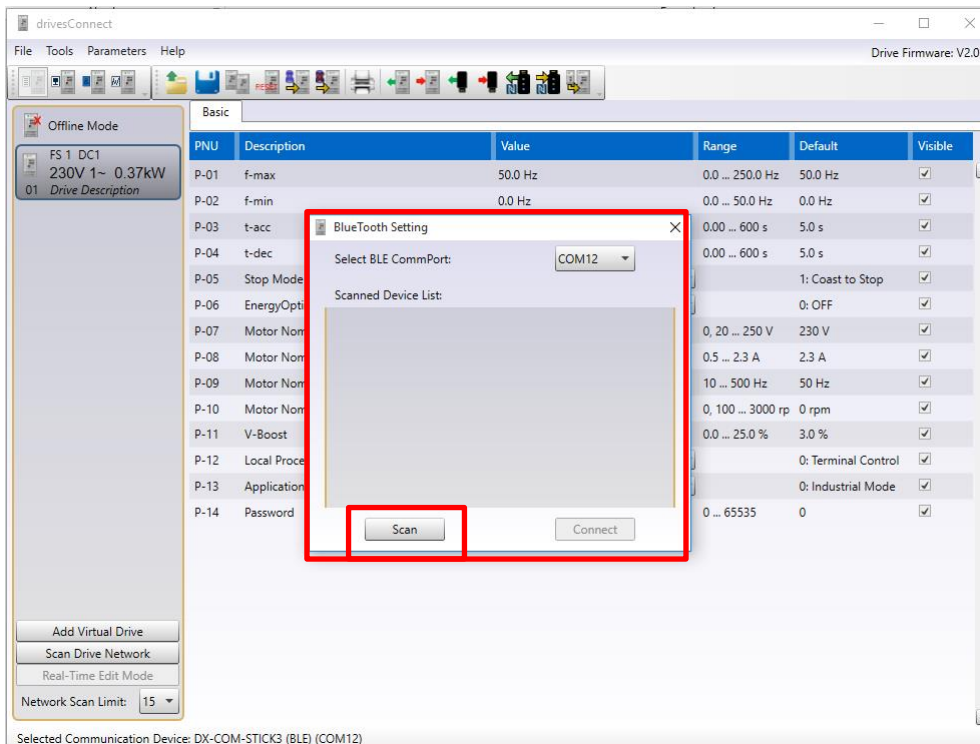 drivesConnect
File Tools Parameters Help
Drive Firmware: V2.0
Offline Mode
FS 1 DC1
230V 1~ 0.37kW
01 Drive Description
Basic
PNU Description Value Range Default Visible
P-01 f-max 50.0 Hz 0.0 ... 250.0 Hz 50.0 Hz
P-02 f-min 0.0 Hz 0.0 ... 50.0 Hz 0.0 Hz
P-03 t-acc 0.00 ... 600 s 5.0 s
P-04 t-dec 0.00 ... 600 s 5.0 s
P-05 Stop Mode 1: Coast to Stop
P-06 EnergyOpti 0: OFF
P-07 Motor Nom 0, 20 ... 250 V 230 V
P-08 Motor Nom 0.5 ... 2.3 A 2.3 A
P-09 Motor Nom 10 ... 500 Hz 50 Hz
P-10 Motor Nom 0, 100 ... 3000 rp 0 rpm
P-11 V-Boost 0.0 ... 25.0 % 3.0 %
P-12 Local Proce 0: Terminal Control
P-13 Application 0: Industrial Mode
P-14 Password 0 ... 65535 0
BlueTooth Setting
Select BLE CommPort: COM12
Scanned Device List:
Scan Connect
Add Virtual Drive
Scan Drive Network
Real-Time Edit Mode
Network Scan Limit: 15
Selected Communication Device: DX-COM-STICK3 (BLE) (COM12)